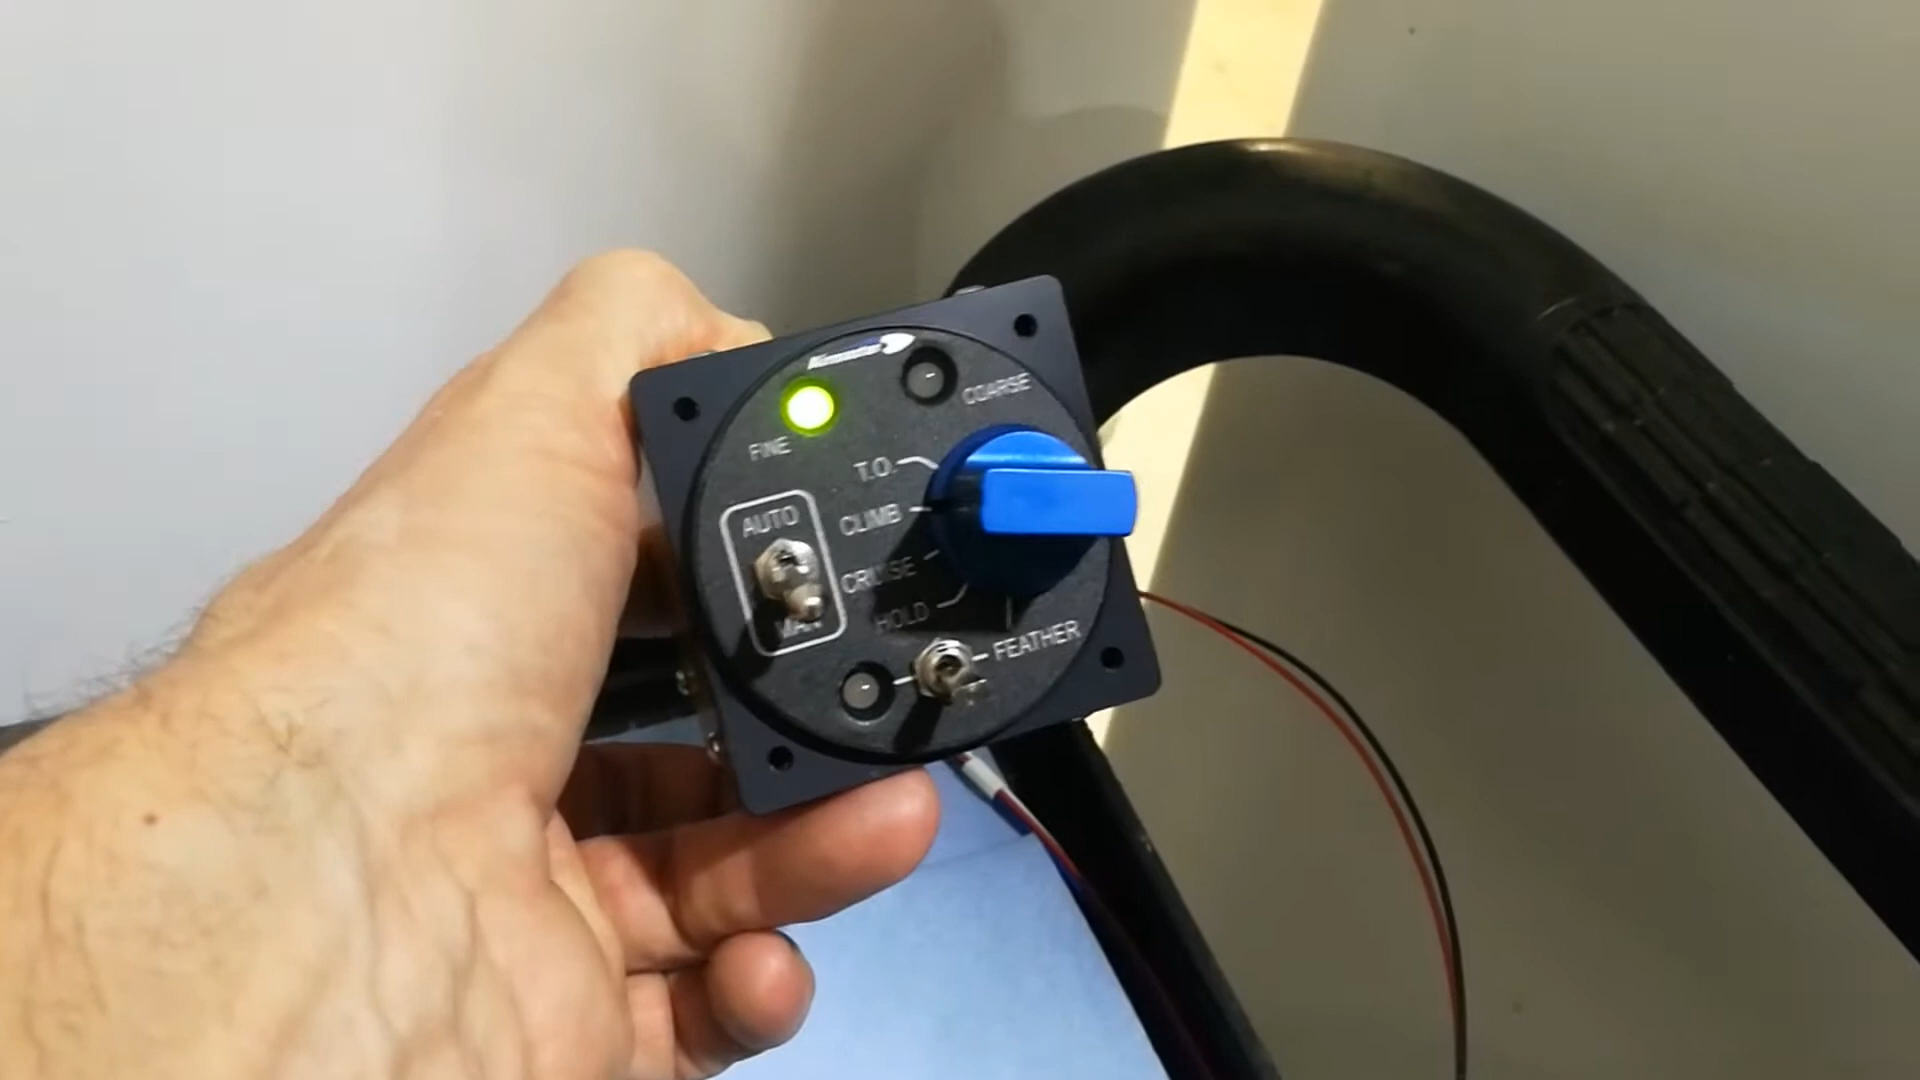 COARSE
FINE
T.O.
AUTO
CLIMB
CRUISE
MAN
HOLD
FEATHER